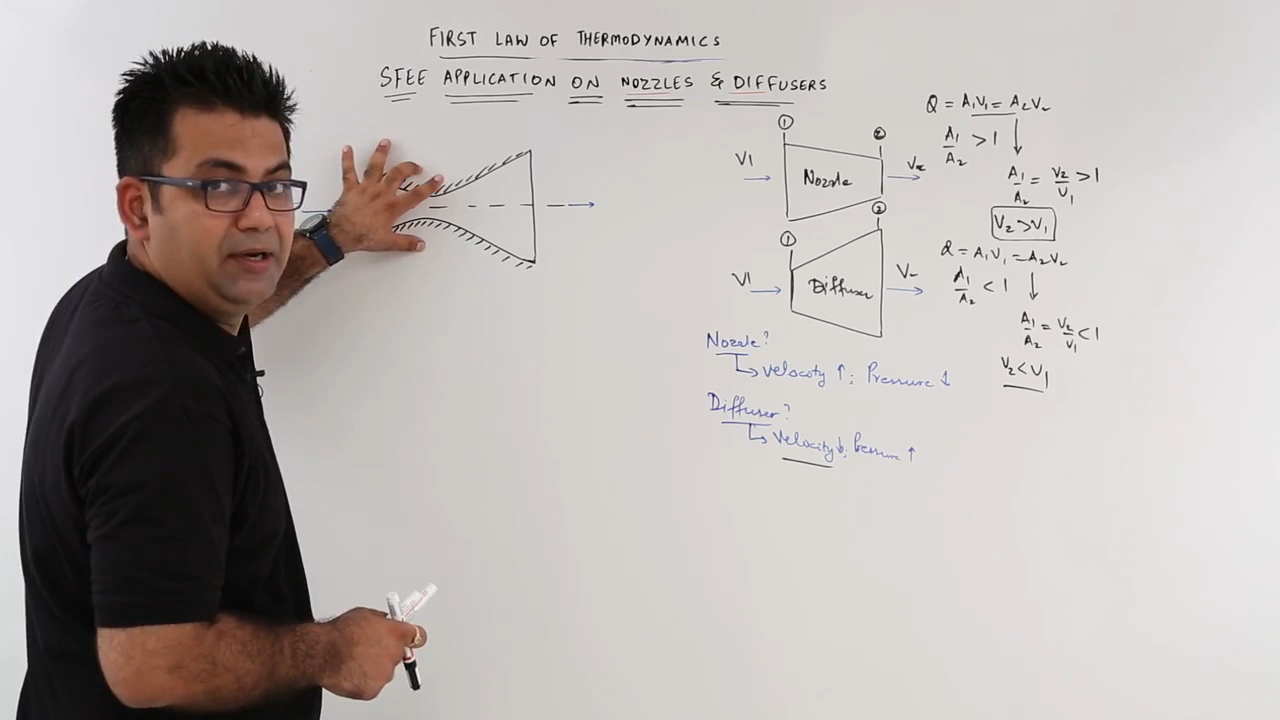 FIRST LAW OF THERMODYNAMICS
SFEE APPLICATION ON NOZZLES & DIFFUSERS
① ②
V1 Nozzle
Q = A1V1 = A2V2
A1/A2 > 1
A1/A2 = V2/V1 > 1
V2 > V1
① ②
V1 Diffuser V2
Q = A1V1 = A2V2
A1/A2 < 1
A1/A2 = V2/V1 < 1
V2 < V1
Nozzle?
↳ velocity ↑; Pressure ↓
Diffuser?
↳ velocity ↓; Pressure ↑